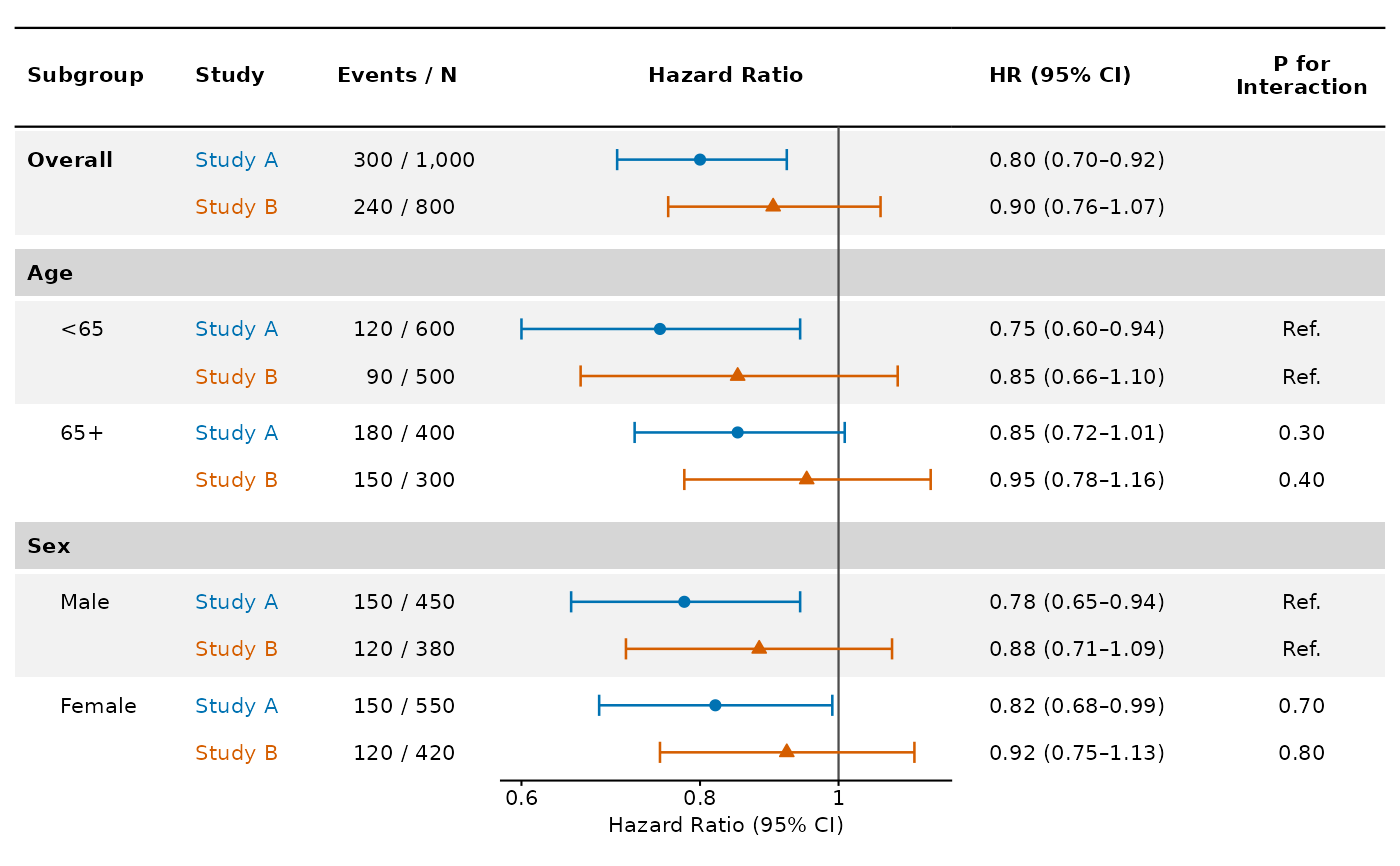 Subgroup Study Events / N Hazard Ratio HR (95% CI) P for
Interaction
Overall Study A 300 / 1,000 0.80 (0.70–0.92)
Study B 240 / 800 0.90 (0.76–1.07)
Age
<65 Study A 120 / 600 0.75 (0.60–0.94) Ref.
Study B 90 / 500 0.85 (0.66–1.10) Ref.
65+ Study A 180 / 400 0.85 (0.72–1.01) 0.30
Study B 150 / 300 0.95 (0.78–1.16) 0.40
Sex
Male Study A 150 / 450 0.78 (0.65–0.94) Ref.
Study B 120 / 380 0.88 (0.71–1.09) Ref.
Female Study A 150 / 550 0.82 (0.68–0.99) 0.70
Study B 120 / 420 0.92 (0.75–1.13) 0.80
0.6 0.8 1
Hazard Ratio (95% CI)